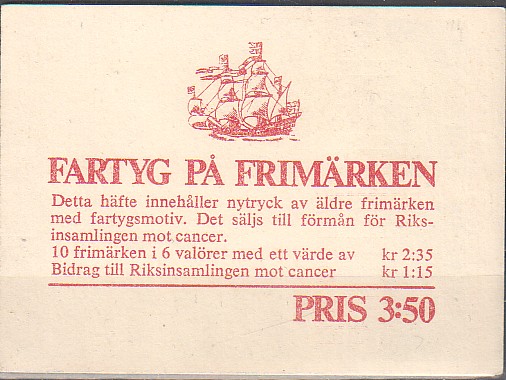 FARTYG PÅ FRIMÄRKEN
Detta häfte innehåller nytryck av äldre frimärken
med fartygsmotiv. Det säljs till förmån för Riks-
insamlingen mot cancer.
10 frimärken i 6 valörer med ett värde av kr 2:35
Bidrag till Riksinsamlingen mot cancer kr 1:15
PRIS 3:50